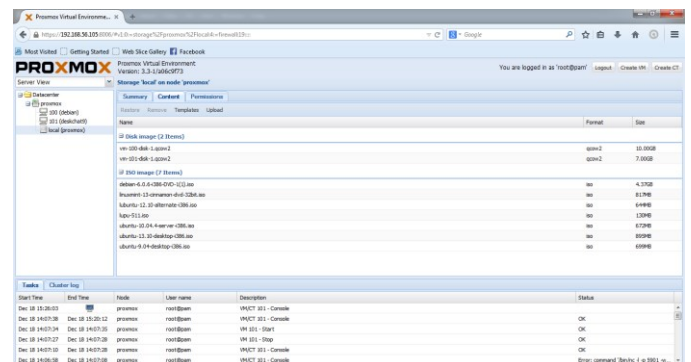 Proxmox Virtual Environme...
https://192.168.56.105:8006/
Google
Most Visited Getting Started Web Slice Gallery Facebook
PROXMOX
Proxmox Virtual Environment
Version: 3.3-1/a06c9f73
You are logged in as 'root@pam' Logout Create VM Create CT
Server View
Storage 'local' on node 'proxmox'
Datacenter
proxmox
100 (debian)
101 (deskchat9)
local (proxmox)
Summary Content Permissions
Restore Remove Templates Upload
Name Format Size
Disk image (2 Items)
vm-100-disk-1.qcow2 qcow2 10.00GB
vm-101-disk-1.qcow2 qcow2 7.00GB
ISO image (7 Items)
debian-6.0.6-i386-DVD-1[1].iso iso 4.37GB
linuxmint-13-cinnamon-dvd-32bit.iso iso 817MB
lubuntu-12.10-alternate-i386.iso iso 644MB
lupu-511.iso iso 130MB
ubuntu-10.04.4-server-i386.iso iso 672MB
ubuntu-13.10-desktop-i386.iso iso 895MB
ubuntu-9.04-desktop-i386.iso iso 699MB
Tasks Cluster log
Start Time End Time Node User name Description Status
Dec 18 15:26:03 proxmox root@pam VM/CT 101 - Console
Dec 18 14:07:38 Dec 18 15:20:12 proxmox root@pam VM/CT 101 - Console OK
Dec 18 14:07:34 Dec 18 14:07:35 proxmox root@pam VM 101 - Start OK
Dec 18 14:07:27 Dec 18 14:07:28 proxmox root@pam VM 101 - Stop OK
Dec 18 14:07:10 Dec 18 14:07:28 proxmox root@pam VM/CT 101 - Console OK
Dec 18 14:06:58 Dec 18 14:07:08 proxmox root@pam VM/CT 101 - Console Error: command '/bin/nc -l -p 5901 -w...